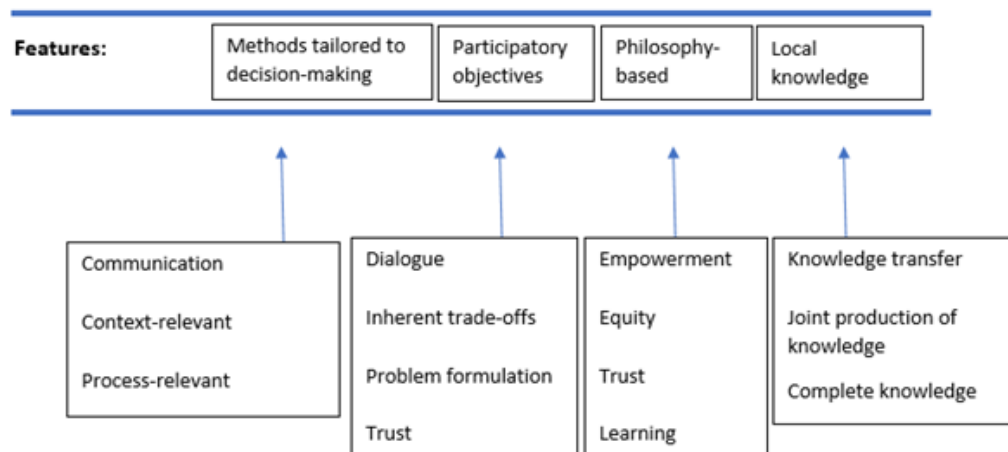 Features:
Methods tailored to
decision-making
Participatory
objectives
Philosophy-
based
Local
knowledge
Communication
Context-relevant
Process-relevant
Dialogue
Inherent trade-offs
Problem formulation
Trust
Empowerment
Equity
Trust
Learning
Knowledge transfer
Joint production of
knowledge
Complete knowledge